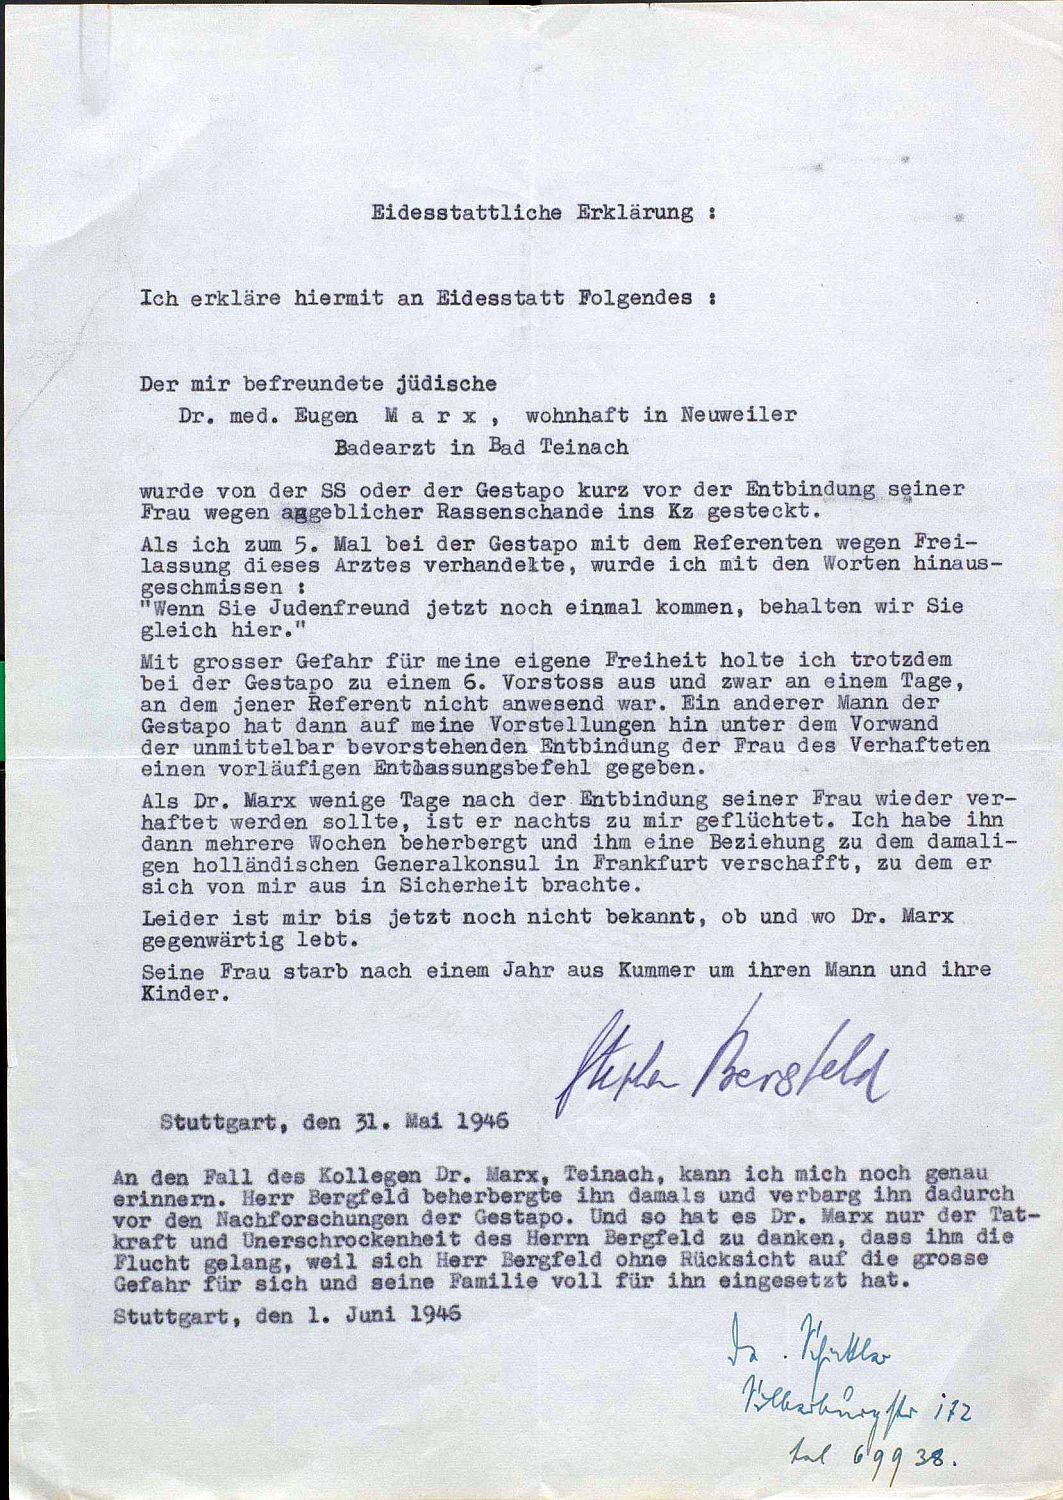 Eidesstattliche Erklärung :
Ich erkläre hiermit an Eidesstatt Folgendes :
Der mir befreundete jüdische
Dr. med. Eugen M a r x , wohnhaft in Neuweiler
Badearzt in Bad Teinach
wurde von der SS oder der Gestapo kurz vor der Entbindung seiner
Frau wegen angeblicher Rassenschande ins Kz gesteckt.
Als ich zum 5. Mal bei der Gestapo mit dem Referenten wegen Frei-
lassung dieses Arztes verhandelte, wurde ich mit den Worten hinaus-
geschmissen :
"Wenn Sie Judenfreund jetzt noch einmal kommen, behalten wir Sie
gleich hier."
Mit grosser Gefahr für meine eigene Freiheit holte ich trotzdem
bei der Gestapo zu einem 6. Vorstoss aus und zwar an einem Tage,
an dem jener Referent nicht anwesend war. Ein anderer Mann der
Gestapo hat dann auf meine Vorstellungen hin unter dem Vorwand
der unmittelbar bevorstehenden Entbindung der Frau des Verhafteten
einen vorläufigen Entlassungsbefehl gegeben.
Als Dr. Marx wenige Tage nach der Entbindung seiner Frau wieder ver-
haftet werden sollte, ist er nachts zu mir geflüchtet. Ich habe ihn
dann mehrere Wochen beherbergt und ihm eine Beziehung zu dem damali-
gen holländischen Generalkonsul in Frankfurt verschafft, zu dem er
sich von mir aus in Sicherheit brachte.
Leider ist mir bis jetzt noch nicht bekannt, ob und wo Dr. Marx
gegenwärtig lebt.
Seine Frau starb nach einem Jahr aus Kummer um ihren Mann und ihre
Kinder.
Bergfeld
Stuttgart, den 31. Mai 1946
An den Fall des Kollegen Dr. Marx, Teinach, kann ich mich noch genau
erinnern. Herr Bergfeld beherbergte ihn damals und verbarg ihn dadurch
vor den Nachforschungen der Gestapo. Und so hat es Dr. Marx nur der Tat-
kraft und Unerschrockenheit des Herrn Bergfeld zu danken, dass ihm die
Flucht gelang, weil sich Herr Bergfeld ohne Rücksicht auf die grosse
Gefahr für sich und seine Familie voll für ihn eingesetzt hat.
Stuttgart, den 1. Juni 1946
172
tel 69938.